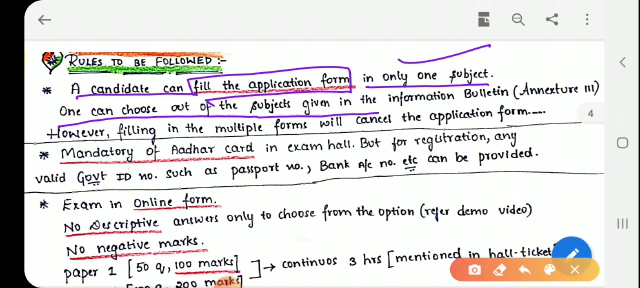 RULES TO BE FOLLOWED :-
* A candidate can fill the application form in only one subject.
One can choose out of the subjects given in the information Bulletin (Annexture III)
However, filling in the multiple forms will cancel the application form.....
4
* Mandatory of Aadhar card in exam hall. But for registration, any
valid Govt ID no. such as passport no., Bank A/c no. etc can be provided.
* Exam in Online form.
No Descriptive answers only to choose from the option (refer demo video)
No negative marks.
paper 1 [50 q, 100 marks] → continuos 3 hrs [mentioned in hall-ticket
200 marks]